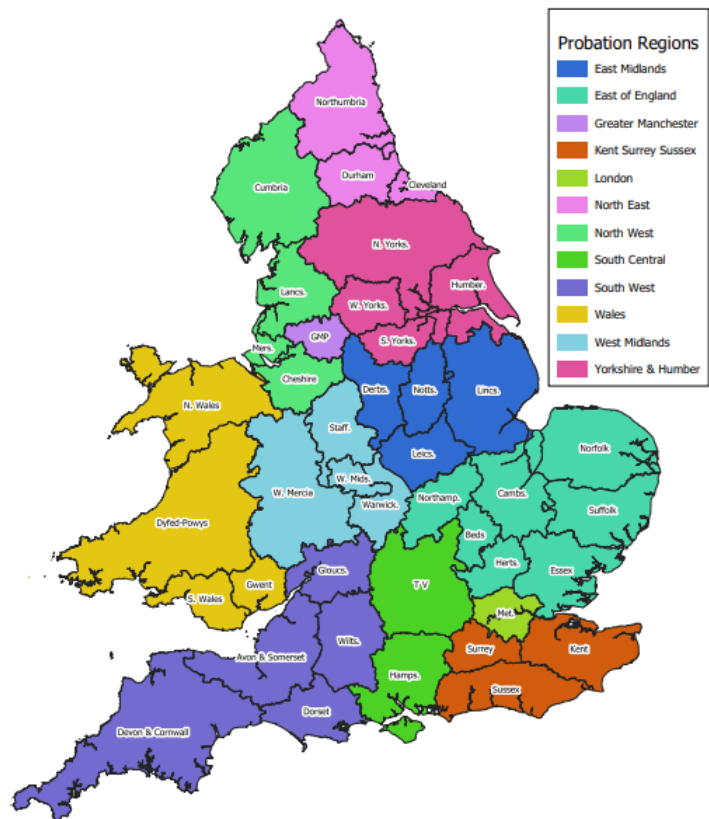 Probation Regions
East Midlands
East of England
Greater Manchester
Kent Surrey Sussex
London
North East
North West
South Central
South West
Wales
West Midlands
Yorkshire & Humber
Northumbria
Durham
Cleveland
Cumbria
N. Yorks.
Lancs.
W. Yorks.
Humber.
GMP
S. Yorks.
Mers.
Cheshire
Derbs.
Notts.
Lincs.
N. Wales
Staff.
Leics.
Norfolk
W. Mids.
W. Mercia
Warwick.
Northamp.
Cambs.
Suffolk
Dyfed-Powys
Beds
Herts.
Essex
Gloucs.
Gwent
S. Wales
T V
Met.
Wilts.
Avon & Somerset
Surrey
Kent
Hamps.
Sussex
Dorset
Devon & Cornwall